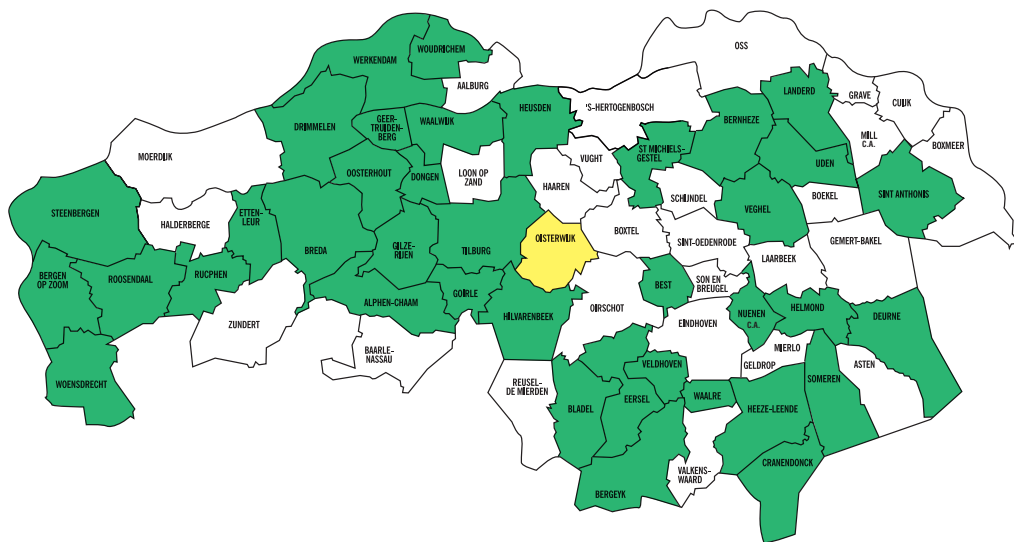 WOUDRICHEM
OSS
WERKENDAM
AALBURG
LANDERD
GRAVE
CUIJK
HEUSDEN
'S-HERTOGENBOSCH
DRIMMELEN
GEER-
TRUIDEN-
BERG
WAALWIJK
BERNHEZE
MILL
C.A.
BOXMEER
MOERDIJK
ST MICHIELS-
GESTEL
VUGHT
UDEN
OOSTERHOUT
DONGEN
LOON OP
ZAND
HAAREN
SCHIJNDEL
BOEKEL
SINT ANTHONIS
STEENBERGEN
HALDERBERGE
ETTEN-
LEUR
VEGHEL
BREDA
GILZE-
RIJEN
TILBURG
OISTERWIJK
BOXTEL
SINT-OEDENRODE
GEMERT-BAKEL
BERGEN
OP ZOOM
ROOSENDAAL
RUCPHEN
LAARBEEK
ALPHEN-CHAAM
GOIRLE
BEST
SON EN
BREUGEL
ZUNDERT
HILVARENBEEK
OIRSCHOT
NUENEN
C.A.
HELMOND
DEURNE
EINDHOVEN
BAARLE-
NASSAU
MIERLO
GELDROP
ASTEN
WOENSDRECHT
REUSEL-
DE MIERDEN
VELDHOVEN
SOMEREN
BLADEL
EERSEL
WAALRE
HEEZE-LEENDE
CRANENDONCK
VALKENS-
WAARD
BERGEYK